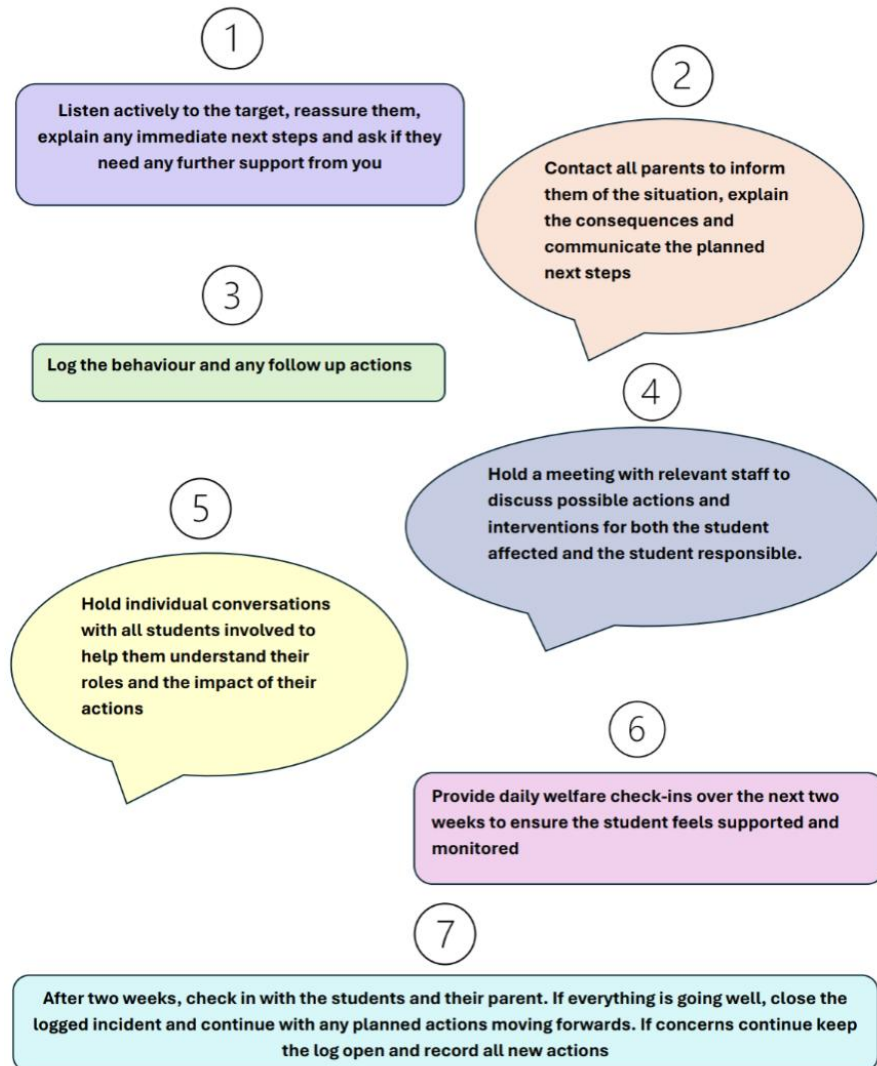 1
Listen actively to the target, reassure them,
explain any immediate next steps and ask if they
need any further support from you
2
Contact all parents to inform
them of the situation, explain
the consequences and
communicate the planned
next steps
3
Log the behaviour and any follow up actions
4
Hold a meeting with relevant staff to
discuss possible actions and
interventions for both the student
affected and the student responsible.
5
Hold individual conversations
with all students involved to
help them understand their
roles and the impact of their
actions
6
Provide daily welfare check-ins over the next two
weeks to ensure the student feels supported and
monitored
7
After two weeks, check in with the students and their parent. If everything is going well, close the
logged incident and continue with any planned actions moving forwards. If concerns continue keep
the log open and record all new actions